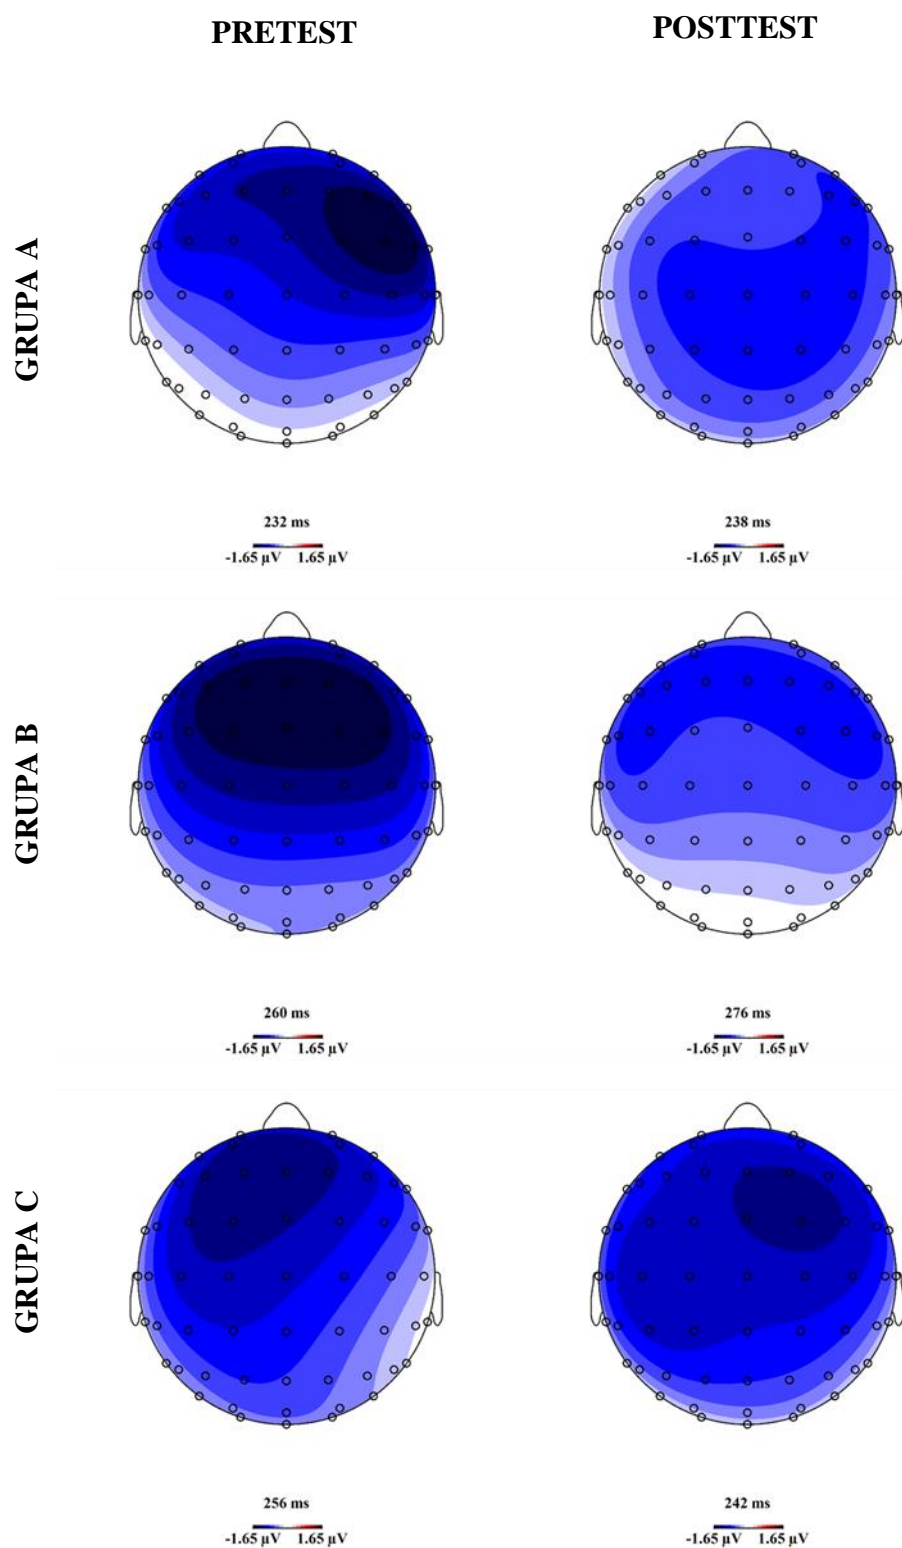 PRETEST POSTTEST
GRUPA A
232 ms 238 ms
-1.65 µV 1.65 µV -1.65 µV 1.65 µV
GRUPA B
260 ms 276 ms
-1.65 µV 1.65 µV -1.65 µV 1.65 µV
GRUPA C
256 ms 242 ms
-1.65 µV 1.65 µV -1.65 µV 1.65 µV